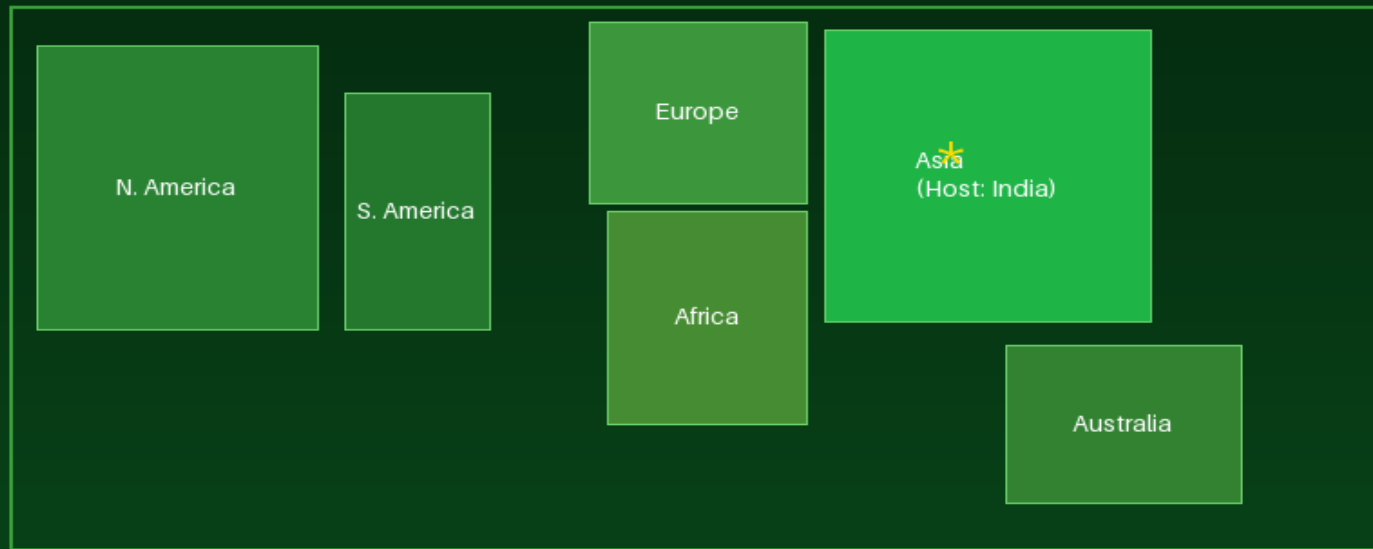 Europe
Asia
(Host: India)
N. America
S. America
Africa
Australia